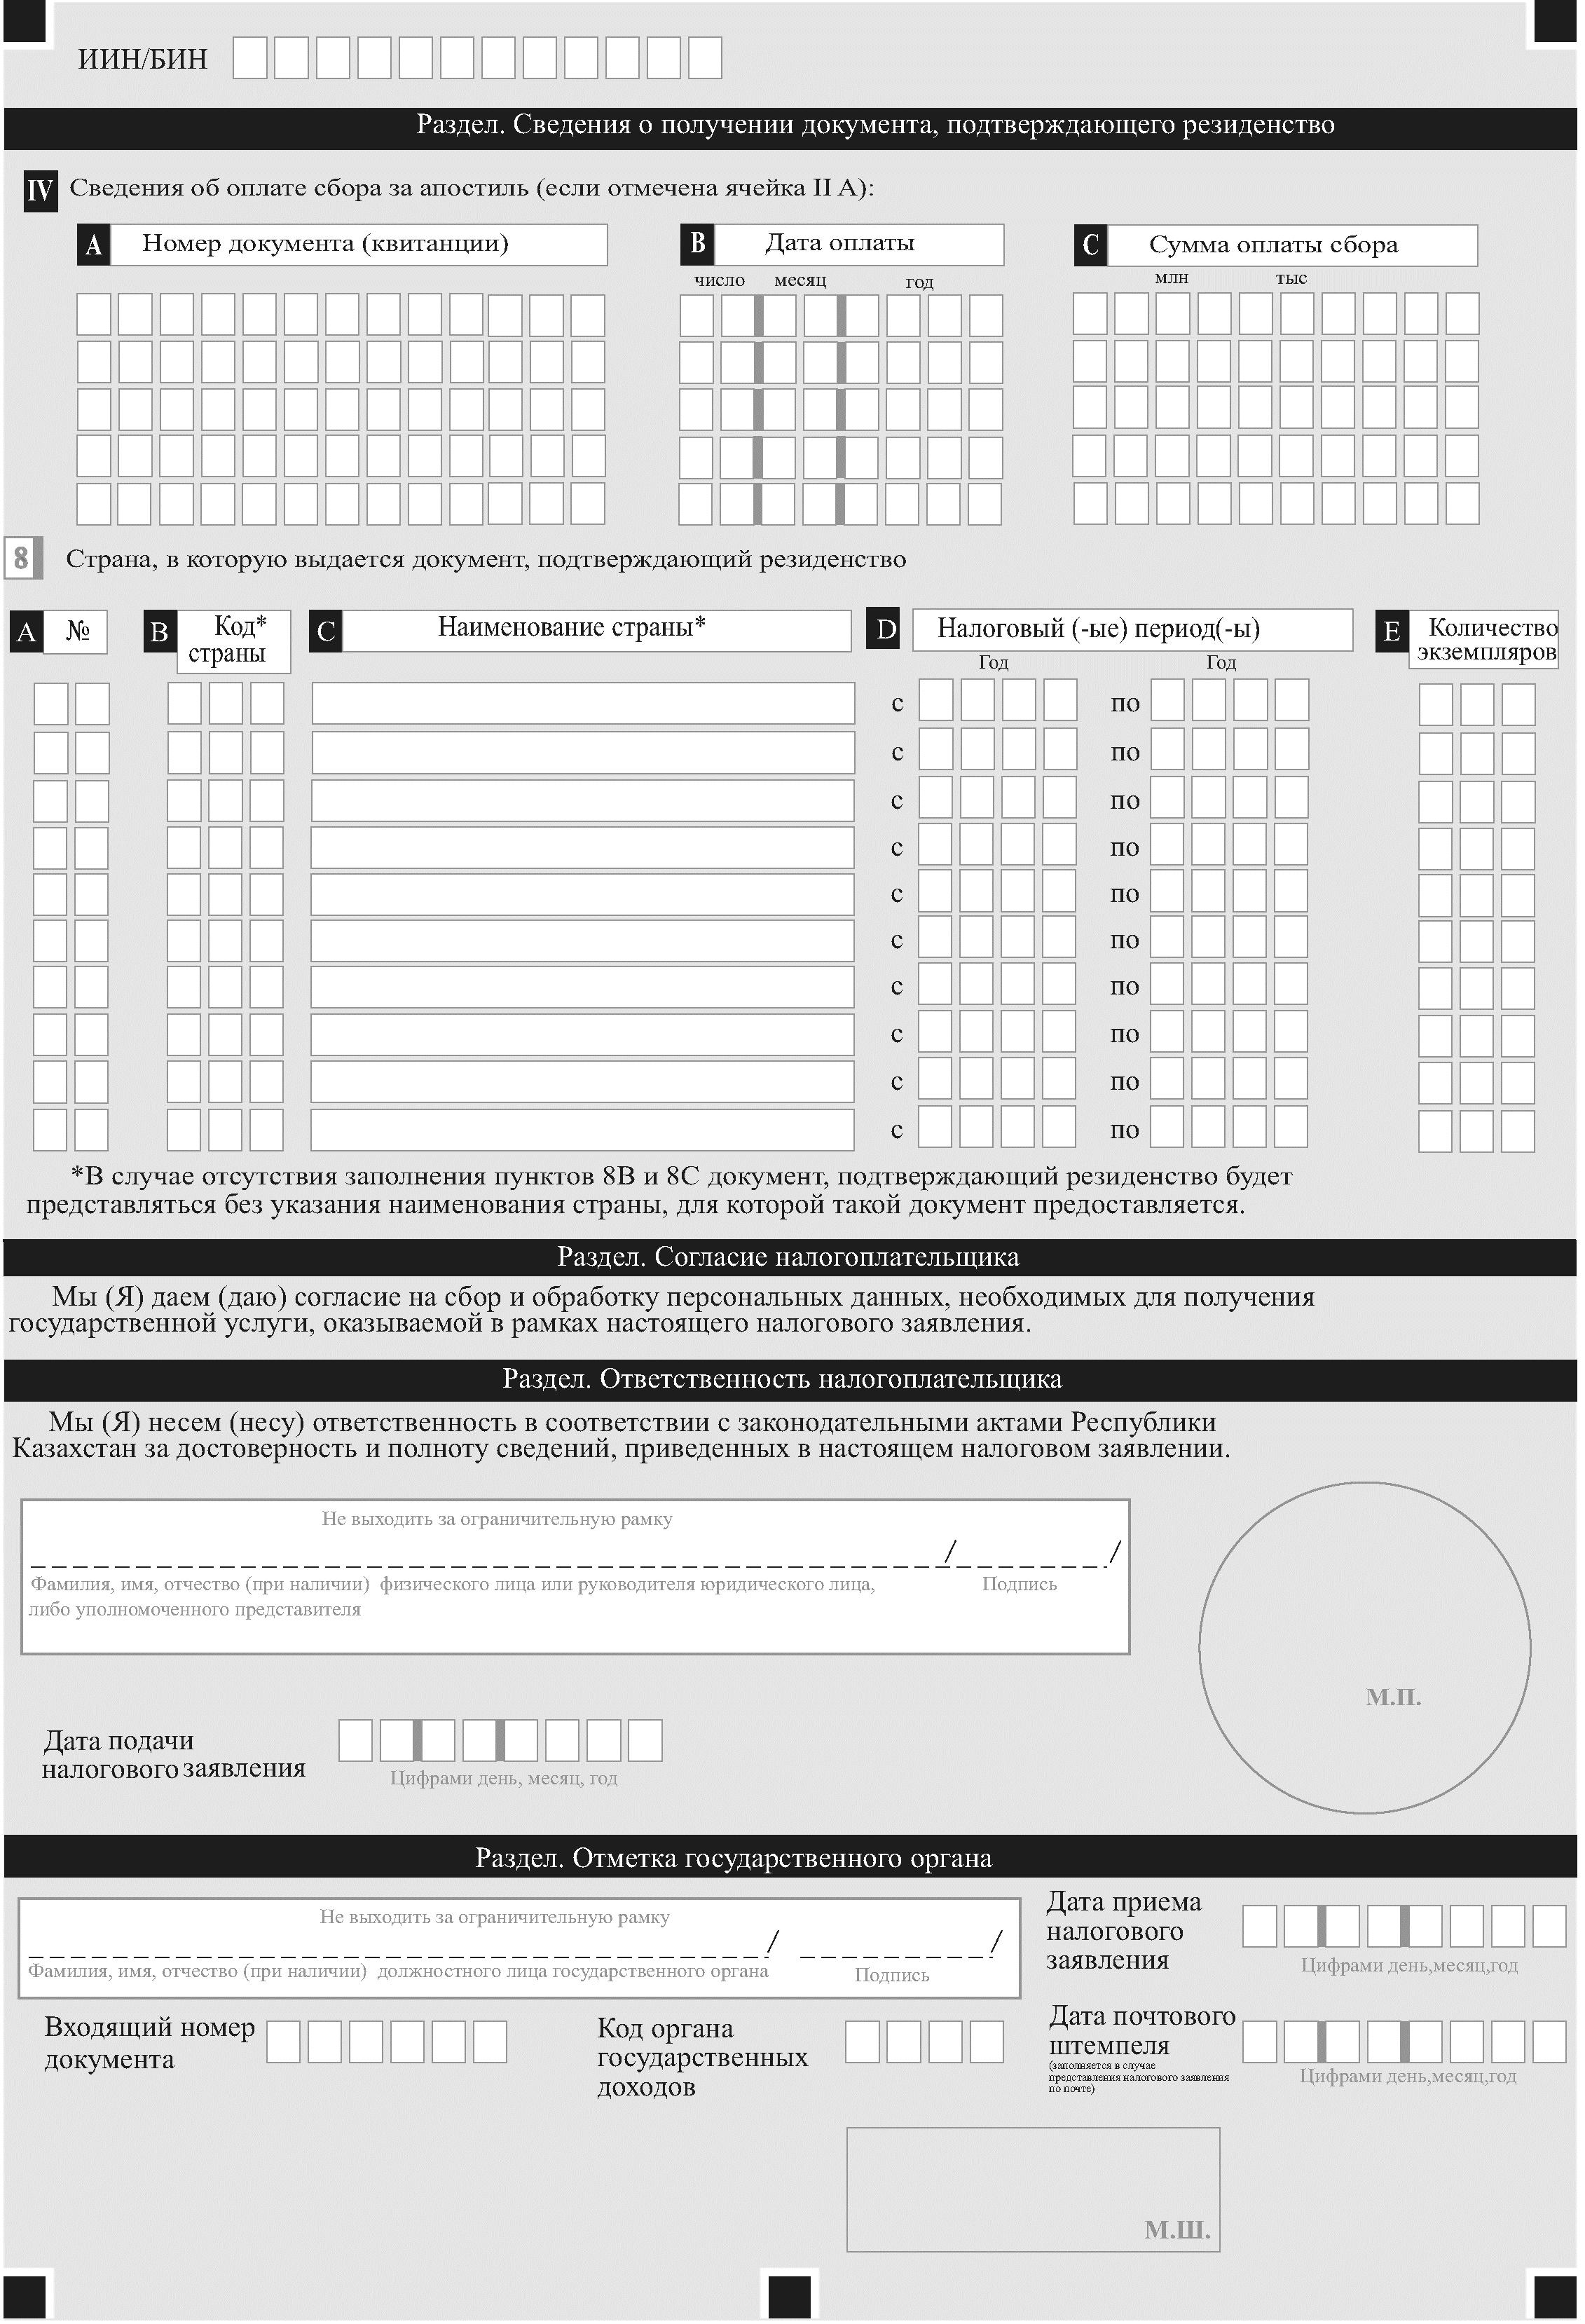 ИИН/БИН
Раздел. Сведения о получении документа, подтверждающего резиденство
IV Сведения об оплате сбора за апостиль (если отмечена ячейка II А):
A Номер документа (квитанции) B Дата оплаты C Сумма оплаты сбора
число месяц год млн тыс
8 Страна, в которую выдается документ, подтверждающий резиденство
A № B Код* страны C Наименование страны* D Налоговый (-ые) период(-ы) E Количество экземпляров
Год Год
с по
с по
с по
с по
с по
с по
с по
с по
с по
с по
*В случае отсутствия заполнения пунктов 8В и 8С документ, подтверждающий резиденство будет
представляться без указания наименования страны, для которой такой документ предоставляется.
Раздел. Согласие налогоплательщика
Мы (Я) даем (даю) согласие на сбор и обработку персональных данных, необходимых для получения
государственной услуги, оказываемой в рамках настоящего налогового заявления.
Раздел. Ответственность налогоплательщика
Мы (Я) несем (несу) ответственность в соответствии с законодательными актами Республики
Казахстан за достоверность и полноту сведений, приведенных в настоящем налоговом заявлении.
Не выходить за ограничительную рамку
/ /
Фамилия, имя, отчество (при наличии) физического лица или руководителя юридического лица, Подпись
либо уполномоченного представителя
М.П.
Дата подачи
налогового заявления
Цифрами день, месяц, год
Раздел. Отметка государственного органа
Не выходить за ограничительную рамку
/ /
Фамилия, имя, отчество (при наличии) должностного лица государственного органа Подпись
Дата приема
налогового
заявления
Цифрами день,месяц,год
Входящий номер
документа
Код органа
государственных
доходов
Дата почтового
штемпеля
(заполняется в случае
представления налогового заявления
по почте)
Цифрами день,месяц,год
М.Ш.